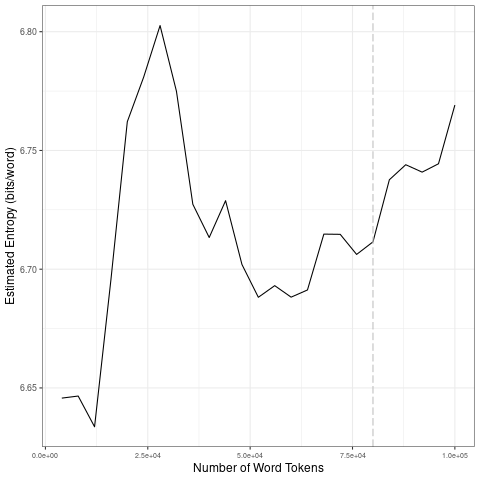 Estimated Entropy (bits/word)
6.80
6.75
6.70
6.65
0.0e+00 2.5e+04 5.0e+04 7.5e+04 1.0e+05
Number of Word Tokens